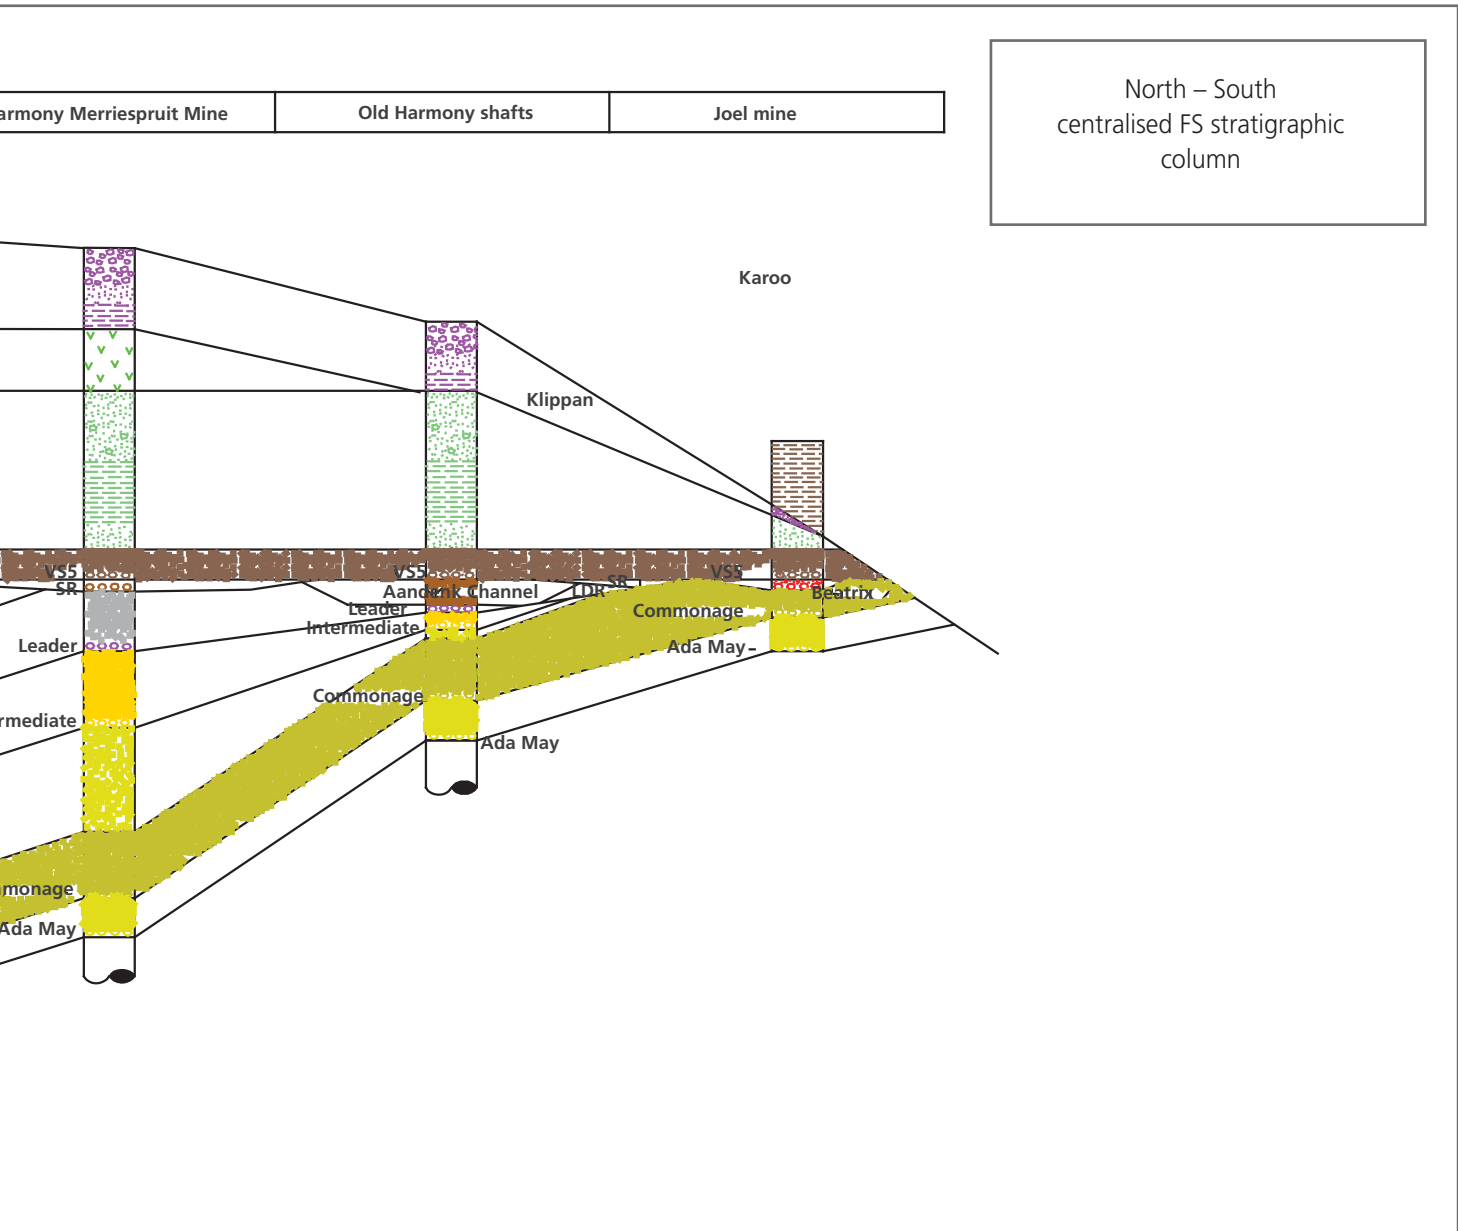 North – South
centralised FS stratigraphic
column
armony Merriespruit Mine
Old Harmony shafts
Joel mine
Karoo
Klippan
VS5
VS5
VS5
SR
SR
Aandenk Channel
LDR
Beatrix
Leader
Commonage
Intermediate
Leader
Ada May
Commonage
rmediate
Ada May
monage
Ada May